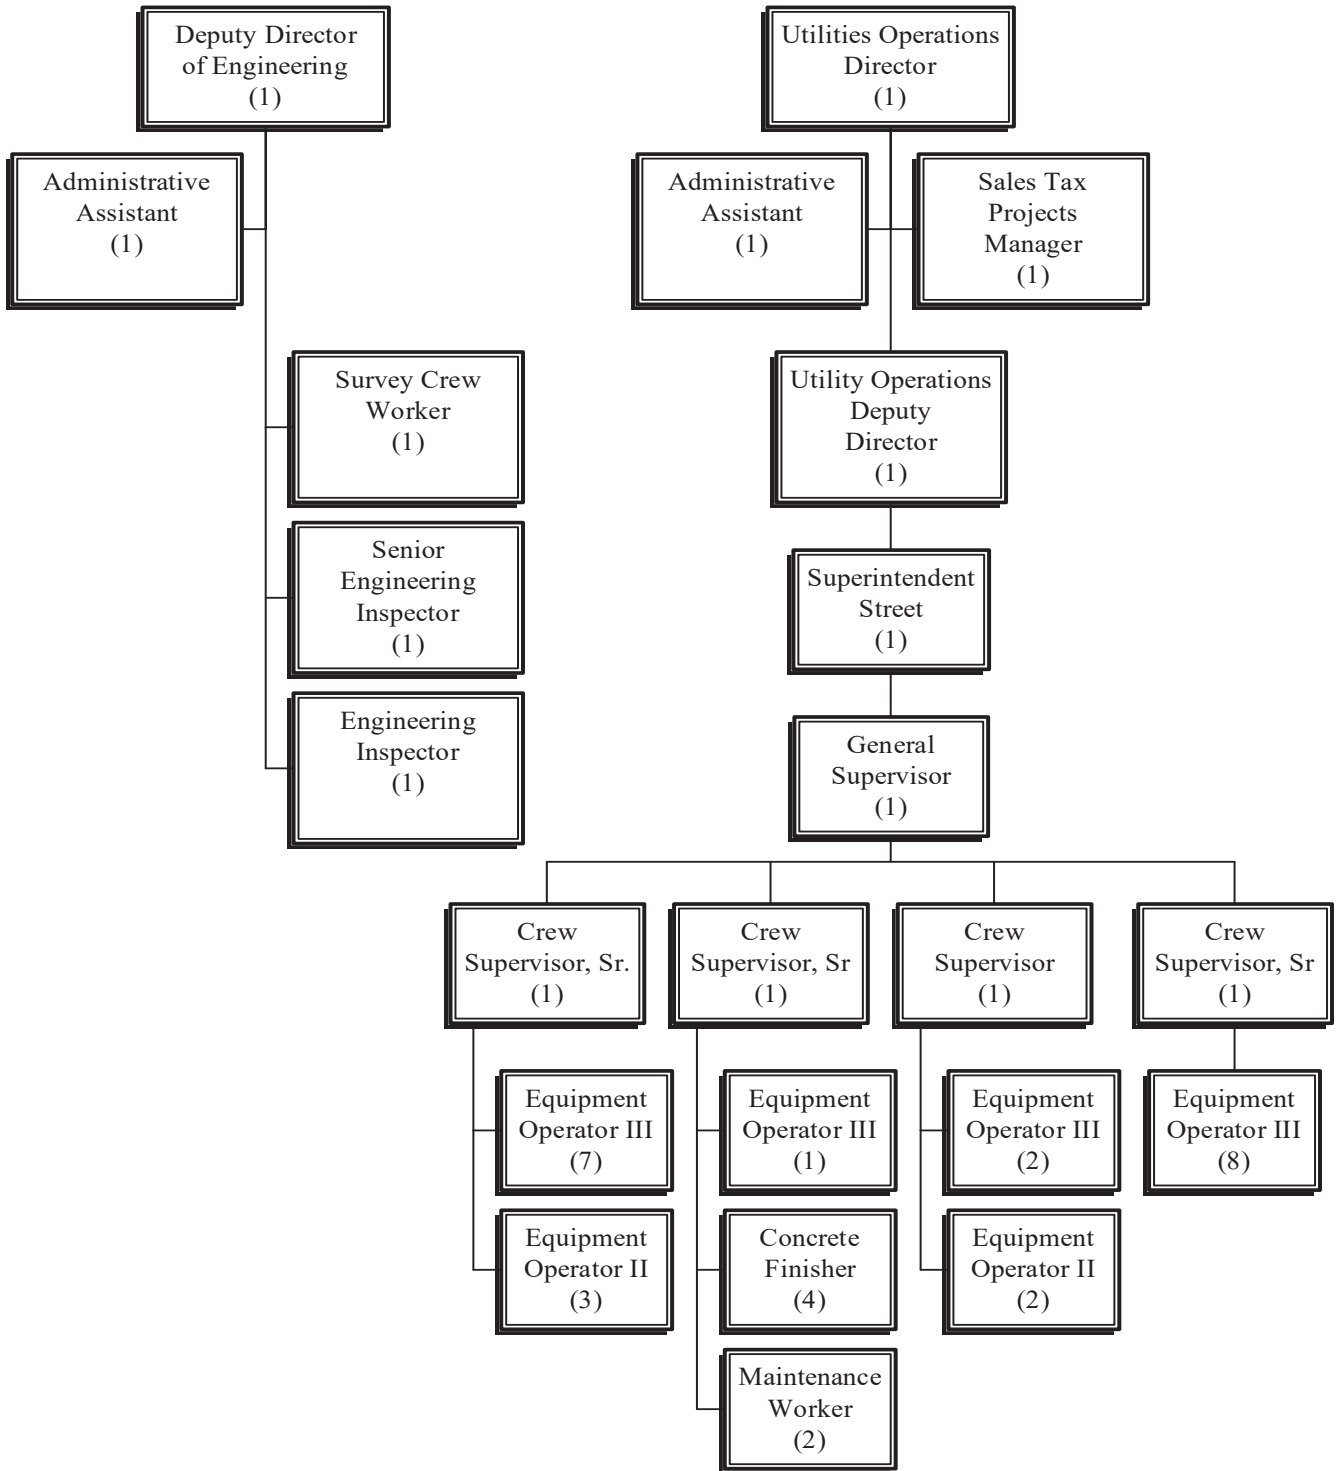 Deputy Director
of Engineering
(1)
Administrative
Assistant
(1)
Survey Crew
Worker
(1)
Senior
Engineering
Inspector
(1)
Engineering
Inspector
(1)
Utilities Operations
Director
(1)
Administrative
Assistant
(1)
Sales Tax
Projects
Manager
(1)
Utility Operations
Deputy
Director
(1)
Superintendent
Street
(1)
General
Supervisor
(1)
Crew
Supervisor, Sr.
(1)
Equipment
Operator III
(7)
Equipment
Operator II
(3)
Crew
Supervisor, Sr
(1)
Equipment
Operator III
(1)
Concrete
Finisher
(4)
Maintenance
Worker
(2)
Crew
Supervisor
(1)
Equipment
Operator III
(2)
Equipment
Operator II
(2)
Crew
Supervisor, Sr
(1)
Equipment
Operator III
(8)